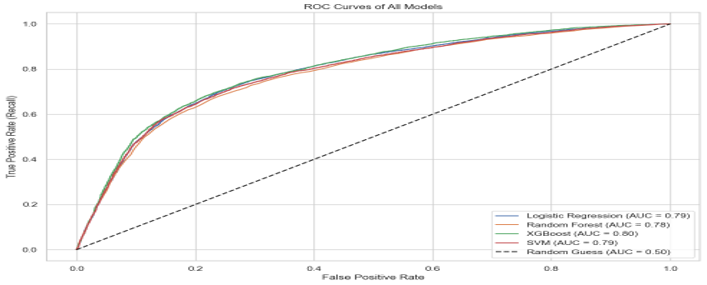 ROC Curves of All Models
True Positive Rate (Recall)
1.0
0.8
0.6
0.4
0.2
0.0
Logistic Regression (AUC = 0.79)
Random Forest (AUC = 0.78)
XGBoost (AUC = 0.80)
SVM (AUC = 0.79)
Random Guess (AUC = 0.50)
0.0 0.2 0.4 0.6 0.8 1.0
False Positive Rate